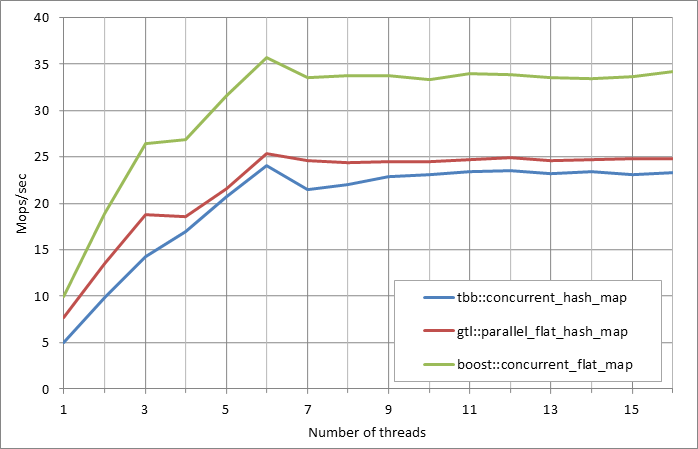 40
35
30
25
20
15
10
5
0
Mops/sec
tbb::concurrent_hash_map
gtl::parallel_flat_hash_map
boost::concurrent_flat_map
1 3 5 7 9 11 13 15
Number of threads